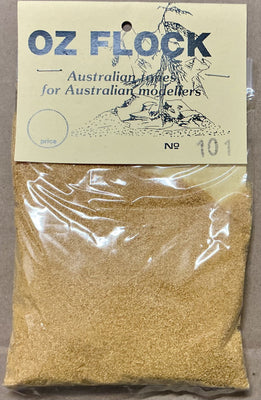 OZ FLOCK
Australian tones
for Australian modellers
price
No 101